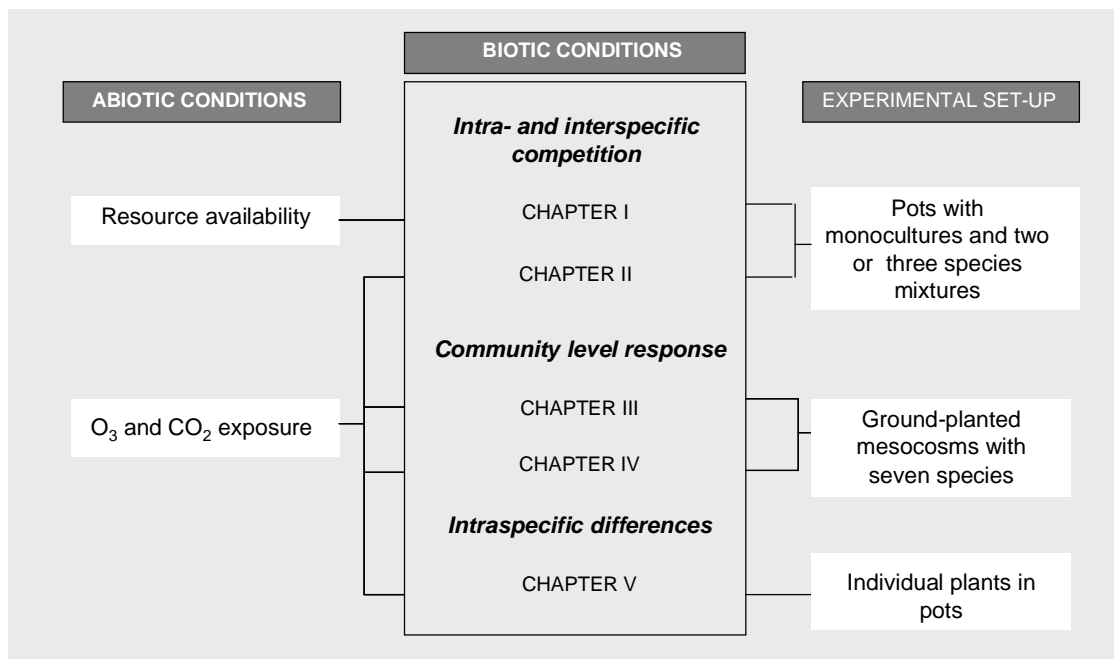 BIOTIC CONDITIONS
ABIOTIC CONDITIONS
EXPERIMENTAL SET-UP
Intra- and interspecific
competition
Resource availability
CHAPTER I
CHAPTER II
Pots with
monocultures and two
or three species
mixtures
Community level response
O3 and CO2 exposure
CHAPTER III
CHAPTER IV
Ground-planted
mesocosms with
seven species
Intraspecific differences
CHAPTER V
Individual plants in
pots